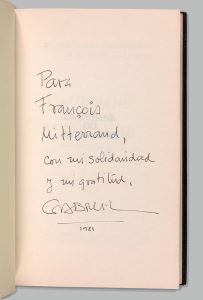 Para
François
Mitterrand,
con mi solidaridad
y mi gratitud,
GABRIEL
1981